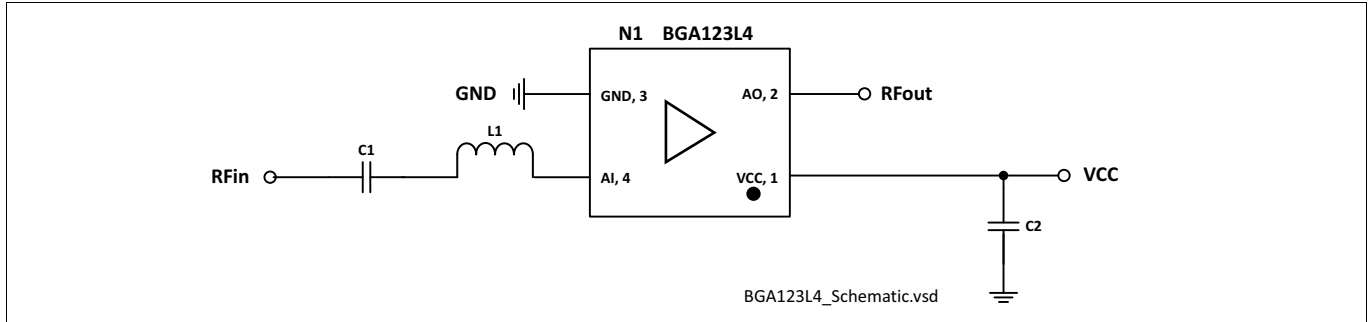 N1 BGA123L4
GND
GND, 3
AO, 2
RFout
L1
C1
RFin
AI, 4
VCC, 1
VCC
C2
BGA123L4_Schematic.vsd